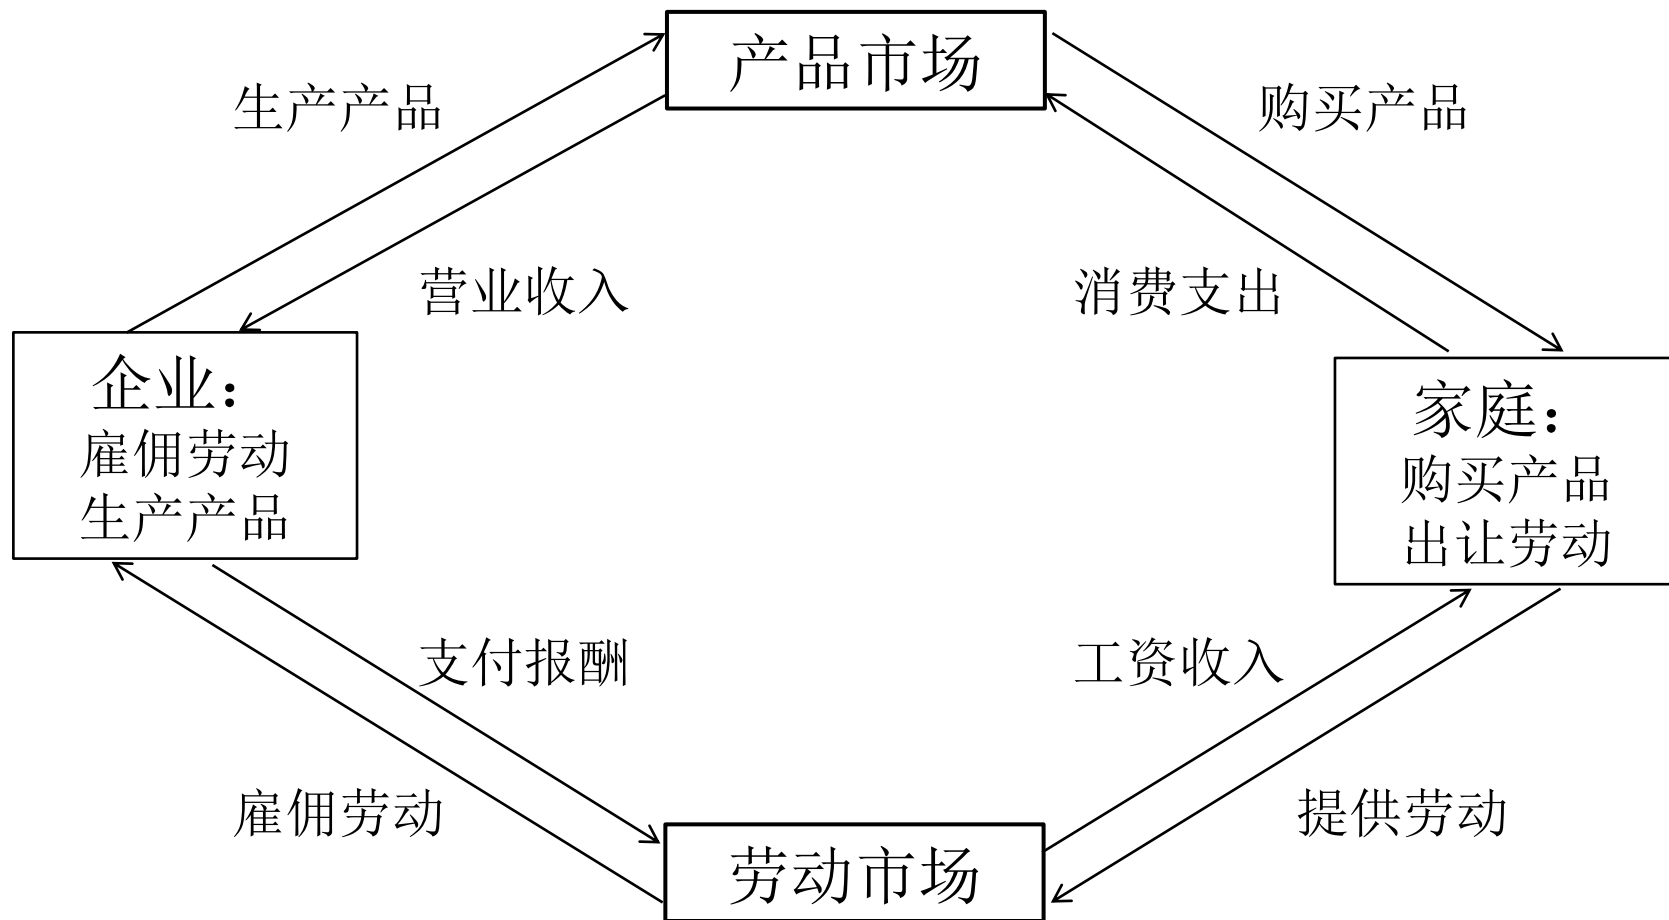 产品市场
生产产品
购买产品
营业收入
消费支出
企业：
雇佣劳动
生产产品
家庭：
购买产品
出让劳动
支付报酬
工资收入
雇佣劳动
提供劳动
劳动市场